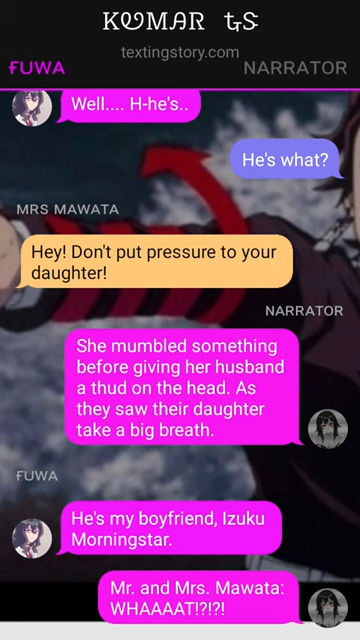 KUMAR ts
textingstory.com
FUWA
NARRATOR
Well.... H-he's..
He's what?
MRS MAWATA
Hey! Don't put pressure to your
daughter!
NARRATOR
She mumbled something
before giving her husband
a thud on the head. As
they saw their daughter
take a big breath.
FUWA
He's my boyfriend, Izuku
Morningstar.
Mr. and Mrs. Mawata:
WHAAAAT!?!?!